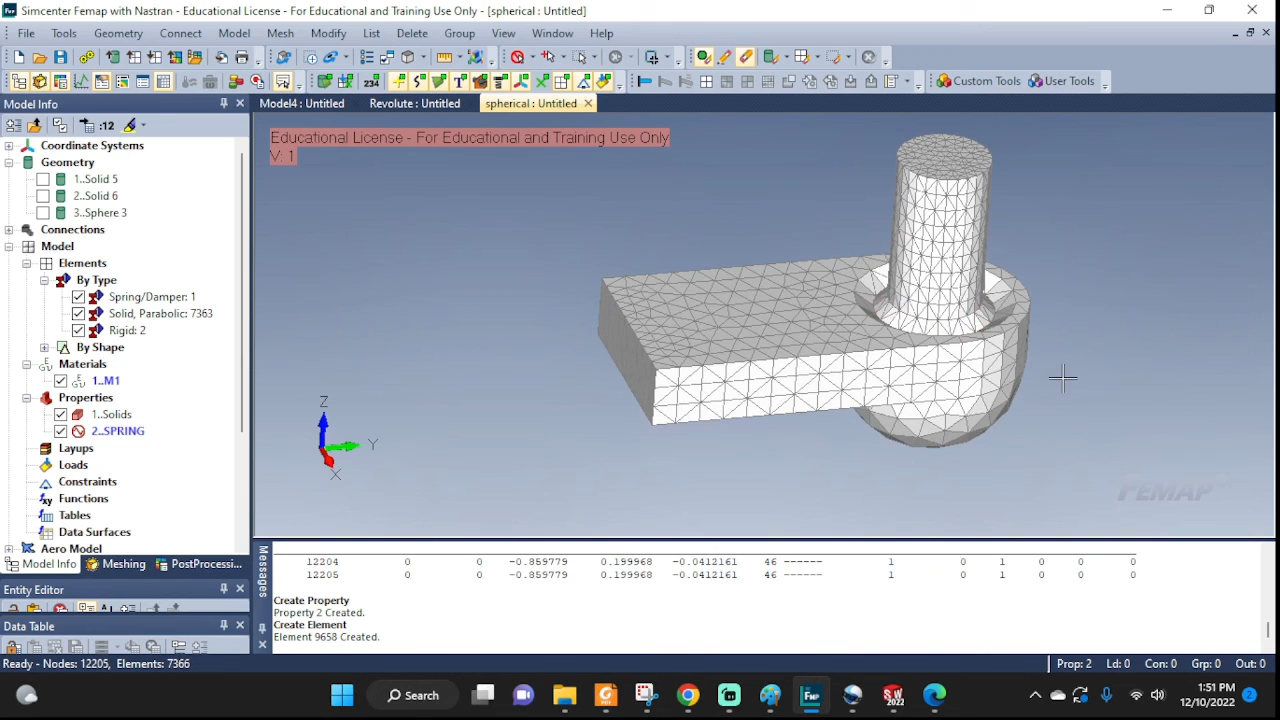 Simcenter Femap with Nastran - Educational License - For Educational and Training Use Only - [spherical : Untitled]
File Tools Geometry Connect Model Mesh Modify List Delete Group View Window Help
234 Custom Tools User Tools
Model Info
Model4 : Untitled Revolute : Untitled spherical : Untitled
:12
Educational License - For Educational and Training Use Only
V: 1
Coordinate Systems
Geometry
1..Solid 5
2..Solid 6
3..Sphere 3
Connections
Model
Elements
By Type
Spring/Damper: 1
Solid, Parabolic: 7363
Rigid: 2
By Shape
Materials
1..M1
Properties
1..Solids
2..SPRING
Layups
Loads
Constraints
Functions
Tables
Data Surfaces
Aero Model
Z
Y
X
FEMAP
Model Info Meshing PostProcessing...
Entity Editor
Data Table
Messages
12204 0 0 -0.859779 0.199968 -0.0412161 46 ------ 1 0 1 0 0 0
12205 0 0 -0.859779 0.199968 -0.0412161 46 ------ 1 0 1 0 0 0
Create Property
Property 2 Created.
Create Element
Element 9658 Created.
Ready - Nodes: 12205, Elements: 7366
Prop: 2 Ld: 0 Con: 0 Grp: 0 Out: 0
Search
1:51 PM
12/10/2022
2